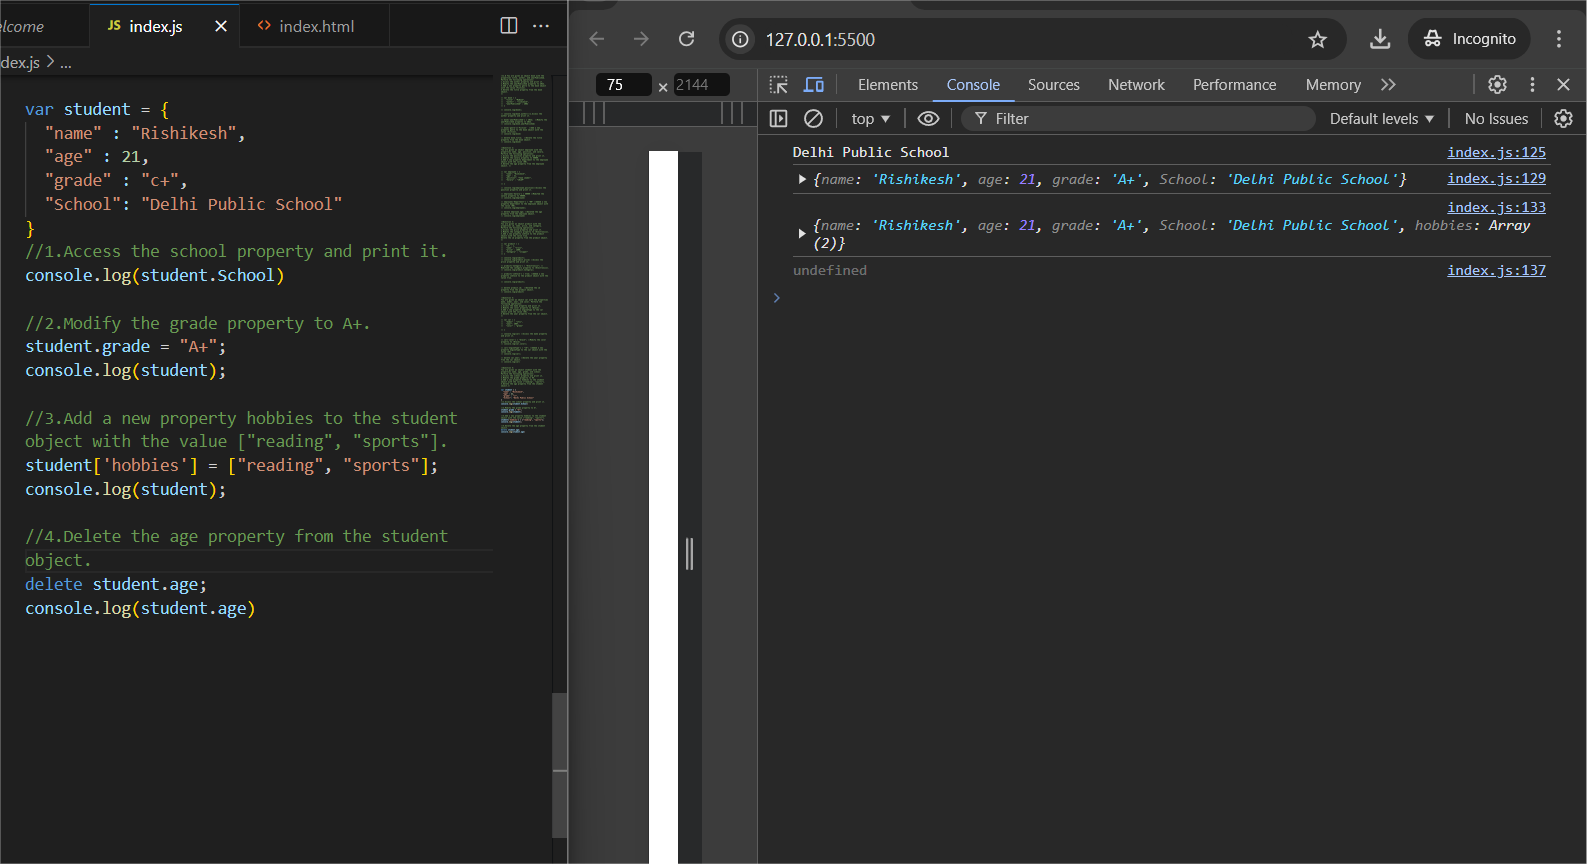 elcome
JS index.js
<> index.html
dex.js > ...
var student = {
"name" : "Rishikesh",
"age" : 21,
"grade" : "c+",
"School": "Delhi Public School"
}
//1.Access the school property and print it.
console.log(student.School)
//2.Modify the grade property to A+.
student.grade = "A+";
console.log(student);
//3.Add a new property hobbies to the student
object with the value ["reading", "sports"].
student['hobbies'] = ["reading", "sports"];
console.log(student);
//4.Delete the age property from the student
object.
delete student.age;
console.log(student.age)
127.0.0.1:5500
Incognito
75 × 2144
Elements Console Sources Network Performance Memory
top Filter Default levels No Issues
Delhi Public School index.js:125
{name: 'Rishikesh', age: 21, grade: 'A+', School: 'Delhi Public School'} index.js:129
index.js:133
{name: 'Rishikesh', age: 21, grade: 'A+', School: 'Delhi Public School', hobbies: Array
(2)}
undefined index.js:137